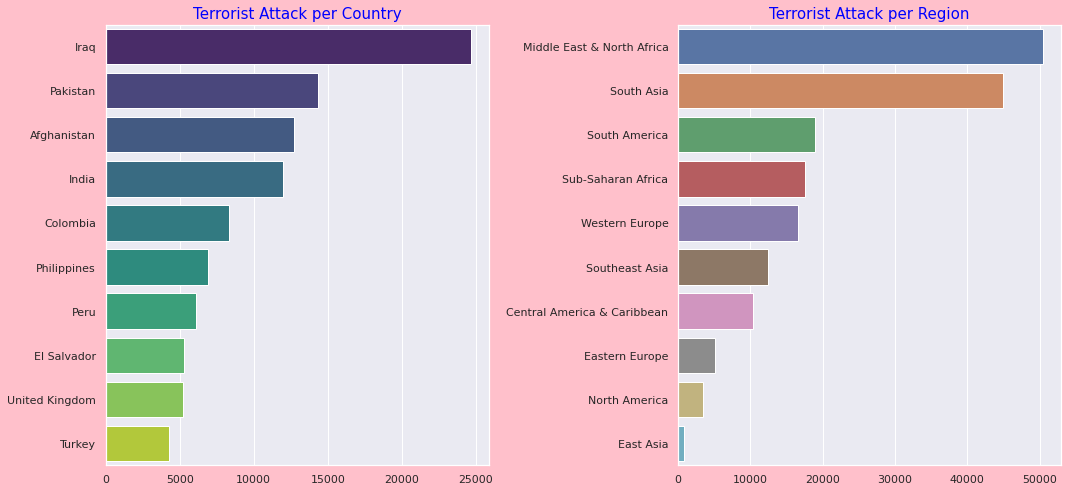 Terrorist Attack per Country
Iraq
Pakistan
Afghanistan
India
Colombia
Philippines
Peru
El Salvador
United Kingdom
Turkey
0 5000 10000 15000 20000 25000
Terrorist Attack per Region
Middle East & North Africa
South Asia
South America
Sub-Saharan Africa
Western Europe
Southeast Asia
Central America & Caribbean
Eastern Europe
North America
East Asia
0 10000 20000 30000 40000 50000